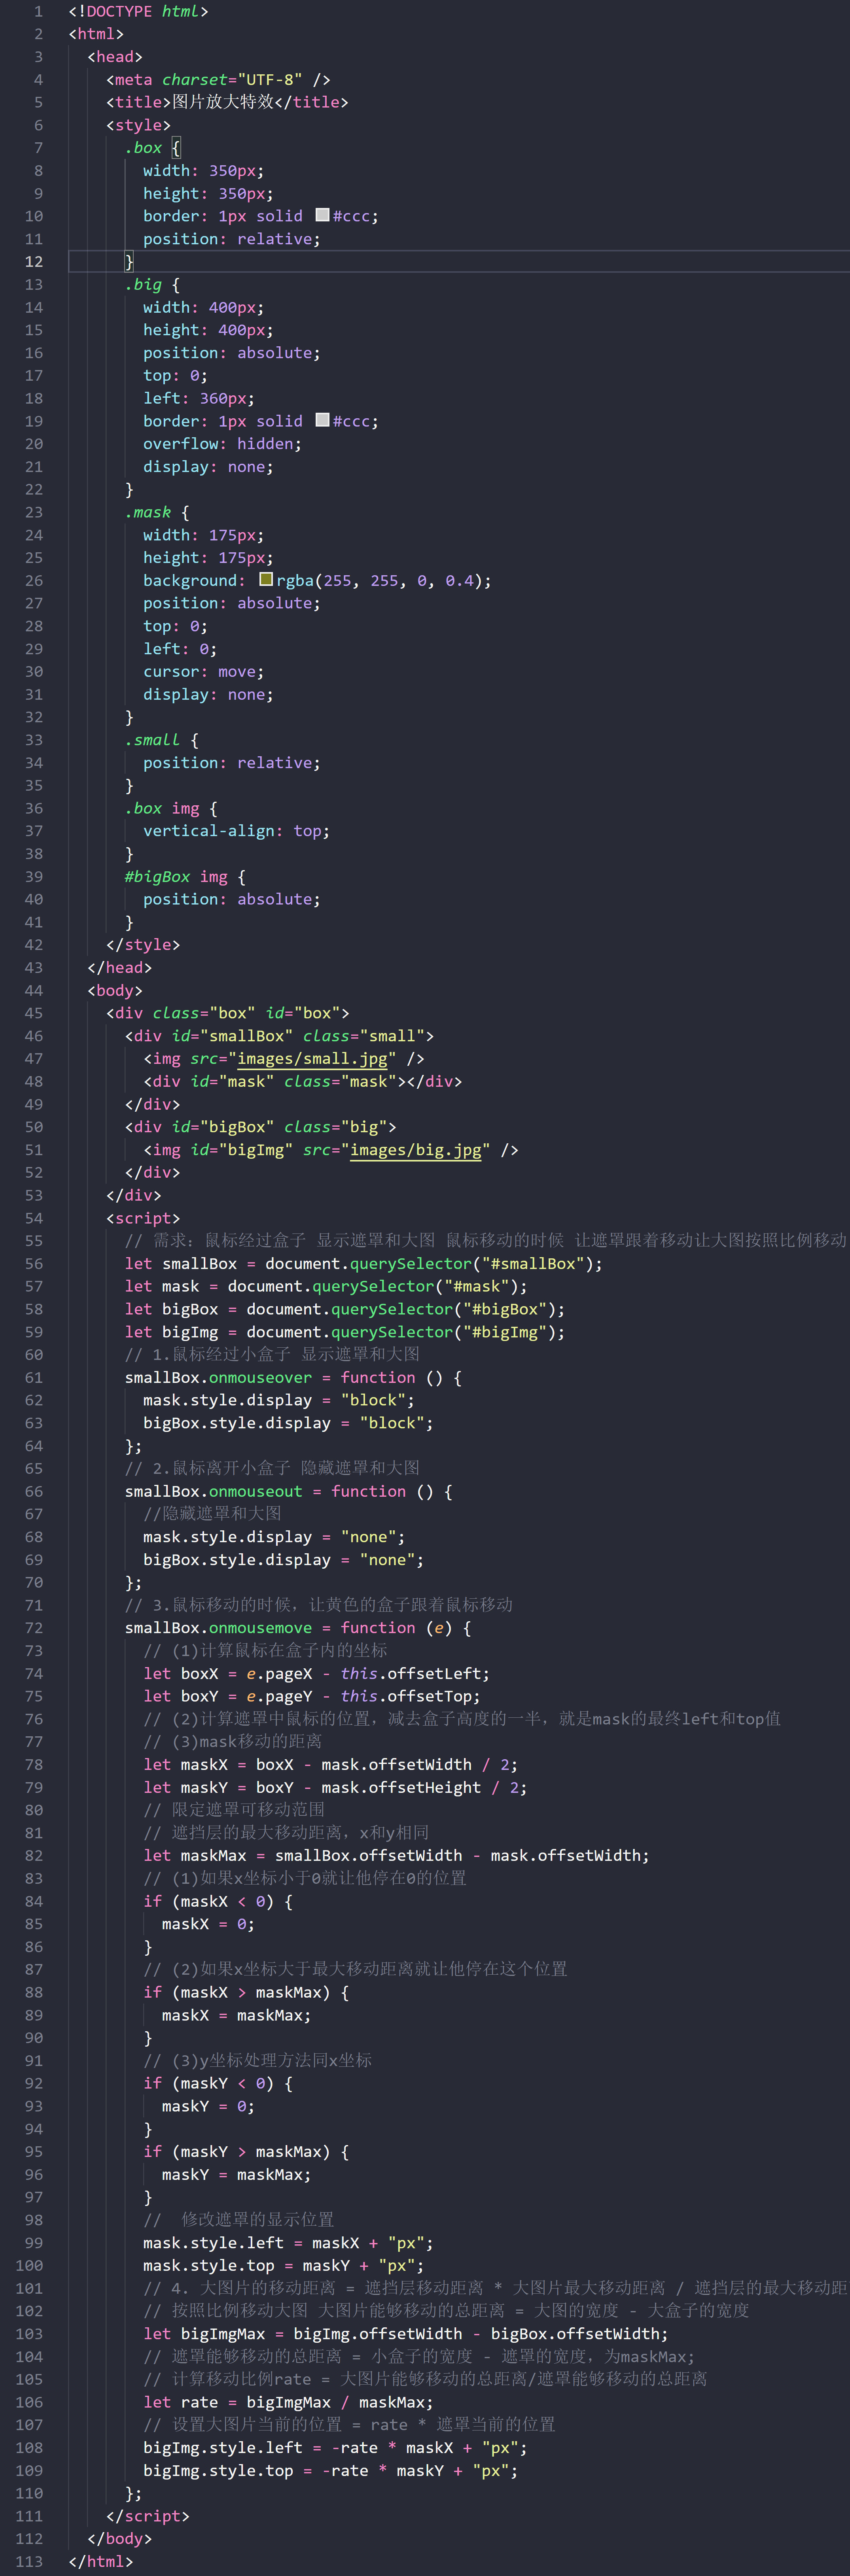 1 <!DOCTYPE html>
2 <html>
3 <head>
4 <meta charset="UTF-8" />
5 <title>图片放大特效</title>
6 <style>
7 .box {
8 width: 350px;
9 height: 350px;
10 border: 1px solid #ccc;
11 position: relative;
12 }
13 .big {
14 width: 400px;
15 height: 400px;
16 position: absolute;
17 top: 0;
18 left: 360px;
19 border: 1px solid #ccc;
20 overflow: hidden;
21 display: none;
22 }
23 .mask {
24 width: 175px;
25 height: 175px;
26 background: rgba(255, 255, 0, 0.4);
27 position: absolute;
28 top: 0;
29 left: 0;
30 cursor: move;
31 display: none;
32 }
33 .small {
34 position: relative;
35 }
36 .box img {
37 vertical-align: top;
38 }
39 #bigBox img {
40 position: absolute;
41 }
42 </style>
43 </head>
44 <body>
45 <div class="box" id="box">
46 <div id="smallBox" class="small">
47 <img src="images/small.jpg" />
48 <div id="mask" class="mask"></div>
49 </div>
50 <div id="bigBox" class="big">
51 <img id="bigImg" src="images/big.jpg" />
52 </div>
53 </div>
54 <script>
55 // 需求：鼠标经过盒子 显示遮罩和大图 鼠标移动的时候 让遮罩跟着移动让大图按照比例移动
56 let smallBox = document.querySelector("#smallBox");
57 let mask = document.querySelector("#mask");
58 let bigBox = document.querySelector("#bigBox");
59 let bigImg = document.querySelector("#bigImg");
60 // 1.鼠标经过小盒子 显示遮罩和大图
61 smallBox.onmouseover = function () {
62 mask.style.display = "block";
63 bigBox.style.display = "block";
64 };
65 // 2.鼠标离开小盒子 隐藏遮罩和大图
66 smallBox.onmouseout = function () {
67 //隐藏遮罩和大图
68 mask.style.display = "none";
69 bigBox.style.display = "none";
70 };
71 // 3.鼠标移动的时候，让黄色的盒子跟着鼠标移动
72 smallBox.onmousemove = function (e) {
73 // (1)计算鼠标在盒子内的坐标
74 let boxX = e.pageX - this.offsetLeft;
75 let boxY = e.pageY - this.offsetTop;
76 // (2)计算遮罩中鼠标的位置，减去盒子高度的一半，就是mask的最终left和top值
77 // (3)mask移动的距离
78 let maskX = boxX - mask.offsetWidth / 2;
79 let maskY = boxY - mask.offsetHeight / 2;
80 // 限定遮罩可移动范围
81 // 遮挡层的最大移动距离，x和y相同
82 let maskMax = smallBox.offsetWidth - mask.offsetWidth;
83 // (1)如果x坐标小于0就让他停在0的位置
84 if (maskX < 0) {
85 maskX = 0;
86 }
87 // (2)如果x坐标大于最大移动距离就让他停在这个位置
88 if (maskX > maskMax) {
89 maskX = maskMax;
90 }
91 // (3)y坐标处理方法同x坐标
92 if (maskY < 0) {
93 maskY = 0;
94 }
95 if (maskY > maskMax) {
96 maskY = maskMax;
97 }
98 // 修改遮罩的显示位置
99 mask.style.left = maskX + "px";
100 mask.style.top = maskY + "px";
101 // 4. 大图片的移动距离 = 遮挡层移动距离 * 大图片最大移动距离 / 遮挡层的最大移动距
102 // 按照比例移动大图 大图片能够移动的总距离 = 大图的宽度 - 大盒子的宽度
103 let bigImgMax = bigImg.offsetWidth - bigBox.offsetWidth;
104 // 遮罩能够移动的总距离 = 小盒子的宽度 - 遮罩的宽度，为maskMax;
105 // 计算移动比例rate = 大图片能够移动的总距离/遮罩能够移动的总距离
106 let rate = bigImgMax / maskMax;
107 // 设置大图片当前的位置 = rate * 遮罩当前的位置
108 bigImg.style.left = -rate * maskX + "px";
109 bigImg.style.top = -rate * maskY + "px";
110 };
111 </script>
112 </body>
113 </html>